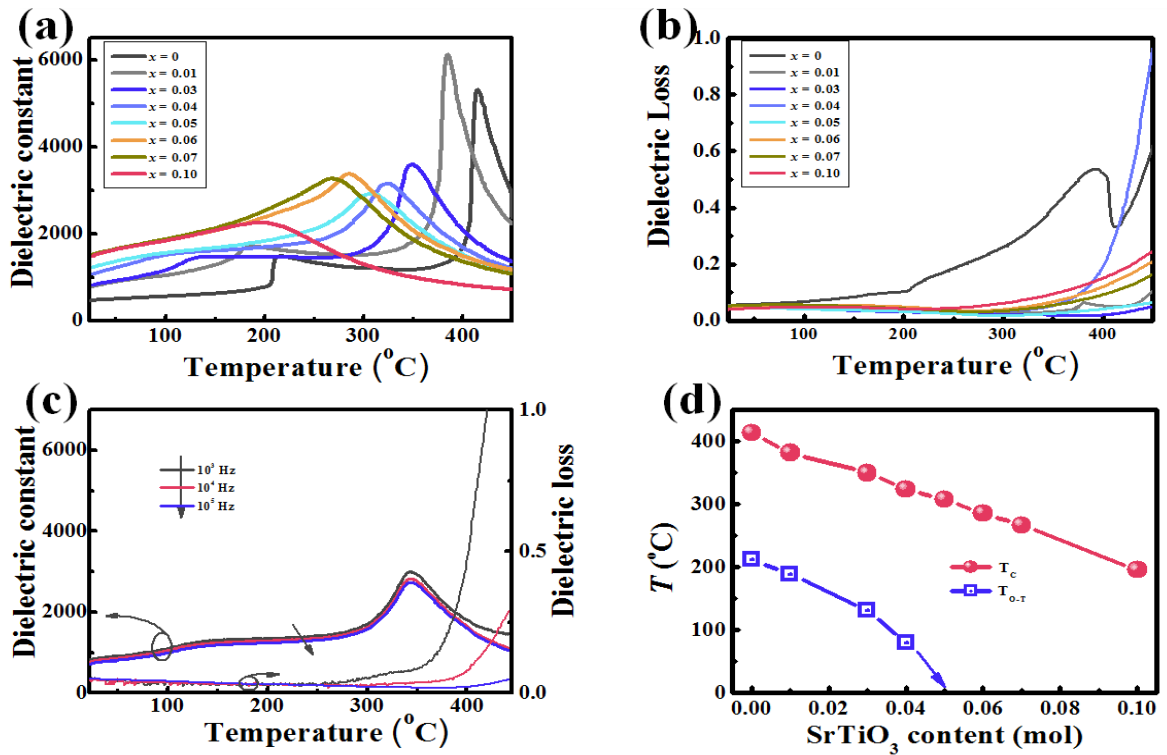 (a)
Dielectric constant
6000
4000
2000
0
x = 0
x = 0.01
x = 0.03
x = 0.04
x = 0.05
x = 0.06
x = 0.07
x = 0.10
100 200 300 400
Temperature (°C)
(b)
Dielectric Loss
1.0
0.8
0.6
0.4
0.2
0.0
x = 0
x = 0.01
x = 0.03
x = 0.04
x = 0.05
x = 0.06
x = 0.07
x = 0.10
100 200 300 400
Temperature (°C)
(c)
Dielectric constant
6000
4000
2000
0
10³ Hz
10⁴ Hz
10⁵ Hz
1.0
0.5
0.0
Dielectric loss
100 200 300 400
Temperature (°C)
(d)
T (°C)
400
300
200
100
0
T_C
T_O-T
0.00 0.02 0.04 0.06 0.08 0.10
SrTiO₃ content (mol)